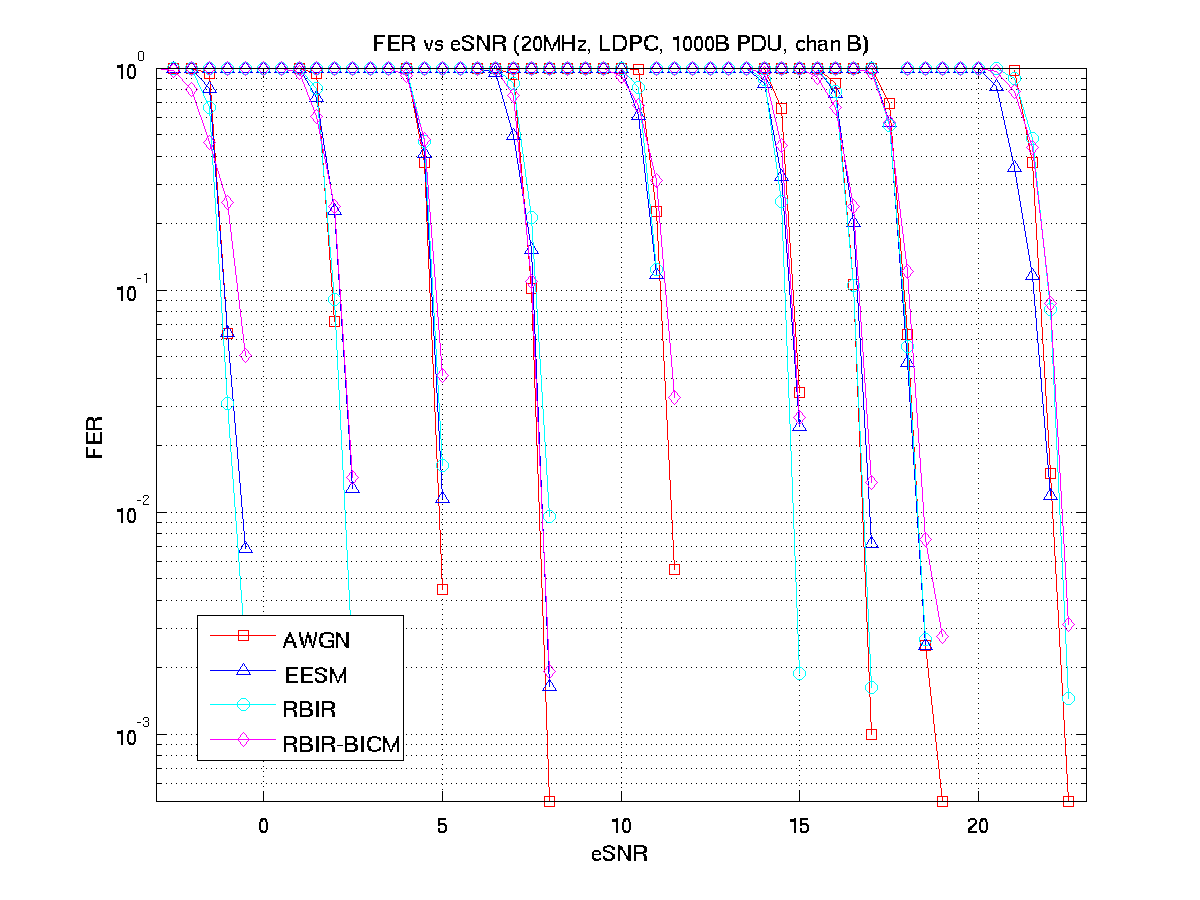 FER vs eSNR (20MHz, LDPC, 1000B PDU, chan B)
10^0
10^-1
10^-2
10^-3
FER
AWGN
EESM
RBIR
RBIR-BICM
0 5 10 15 20
eSNR